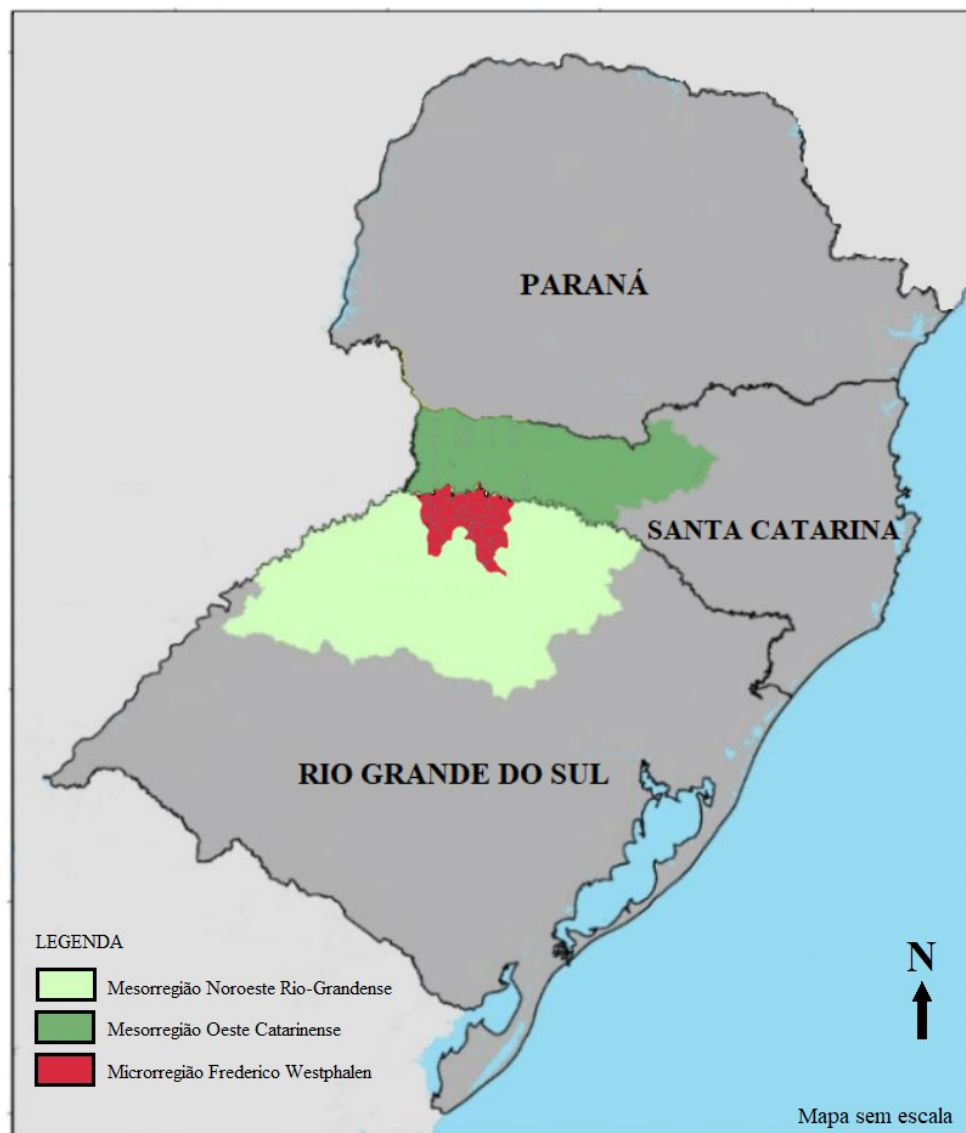 PARANÁ
SANTA CATARINA
RIO GRANDE DO SUL
LEGENDA
Mesorregião Noroeste Rio-Grandense
Mesorregião Oeste Catarinense
Microrregião Frederico Westphalen
N
Mapa sem escala